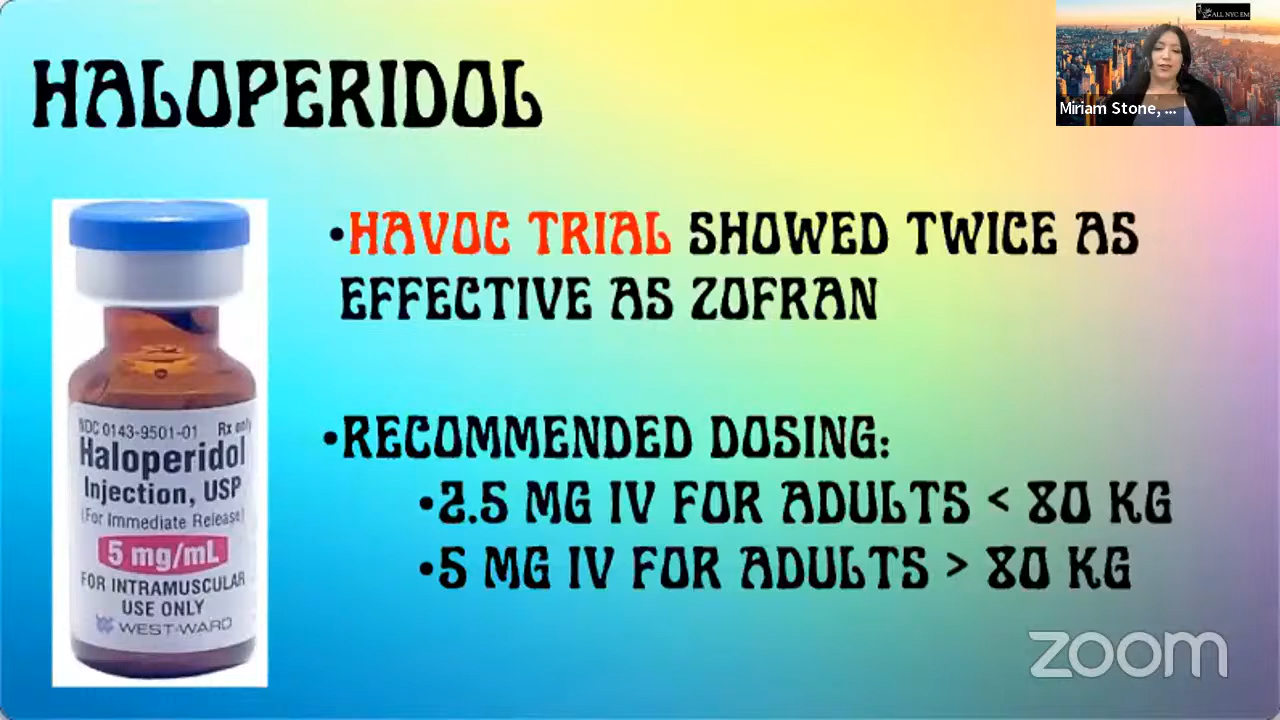 HALOPERIDOL
ALL NYC EM
Miriam Stone, ...
•HAVOC TRIAL SHOWED TWICE AS
EFFECTIVE AS ZOFRAN
•RECOMMENDED DOSING:
•2.5 MG IV FOR ADULTS < 80 KG
•5 MG IV FOR ADULTS > 80 KG
NDC 0143-9501-01 Rx only
Haloperidol
Injection, USP
(For Immediate Release)
5 mg/mL
FOR INTRAMUSCULAR
USE ONLY
WEST-WARD
zoom